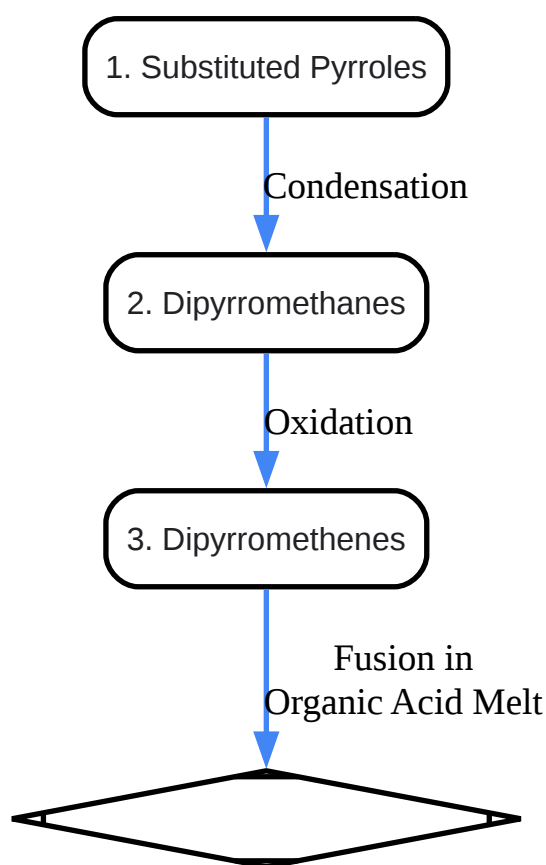 1. Substituted Pyrroles
Condensation
2. Dipyrromethanes
Oxidation
3. Dipyrromethenes
Fusion in
Organic Acid Melt